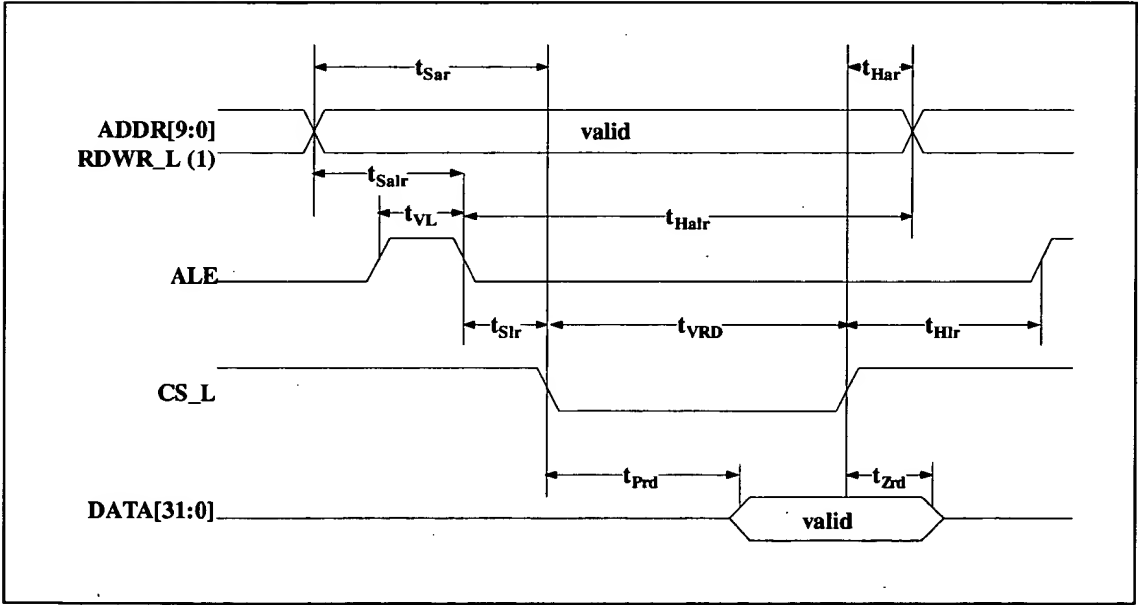 tSar
tHar
ADDR[9:0]
valid
RDWR_L (1)
tSalr
tVL
tHalr
ALE
tSlr
tVRD
tHlr
CS_L
tPrd
tZrd
DATA[31:0]
valid